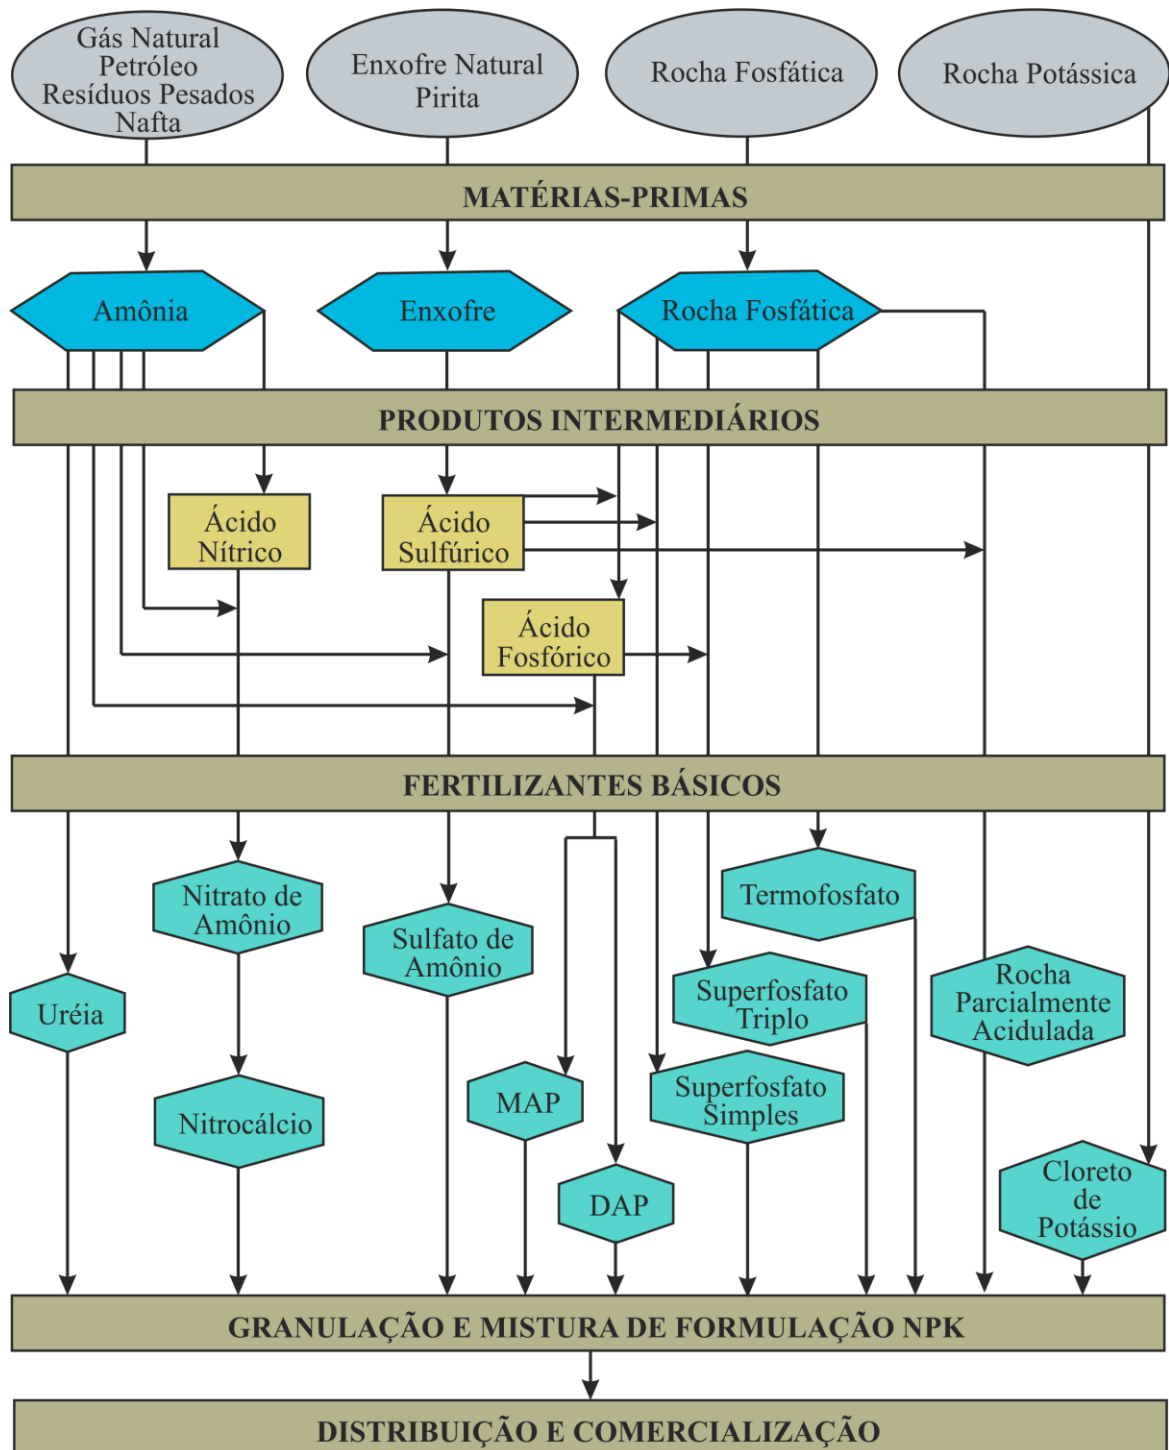 Gás Natural
Petróleo
Resíduos Pesados
Nafta
Enxofre Natural
Pirita
Rocha Fosfática
Rocha Potássica
MATÉRIAS-PRIMAS
Amônia
Enxofre
Rocha Fosfática
PRODUTOS INTERMEDIÁRIOS
Ácido
Nítrico
Ácido
Sulfúrico
Ácido
Fosfórico
FERTILIZANTES BÁSICOS
Nitrato de
Amônio
Sulfato de
Amônio
Termofosfato
Superfosfato
Triplo
Rocha
Parcialmente
Acidulada
Uréia
Nitrocálcio
MAP
Superfosfato
Simples
DAP
Cloreto
de
Potássio
GRANULAÇÃO E MISTURA DE FORMULAÇÃO NPK
DISTRIBUIÇÃO E COMERCIALIZAÇÃO